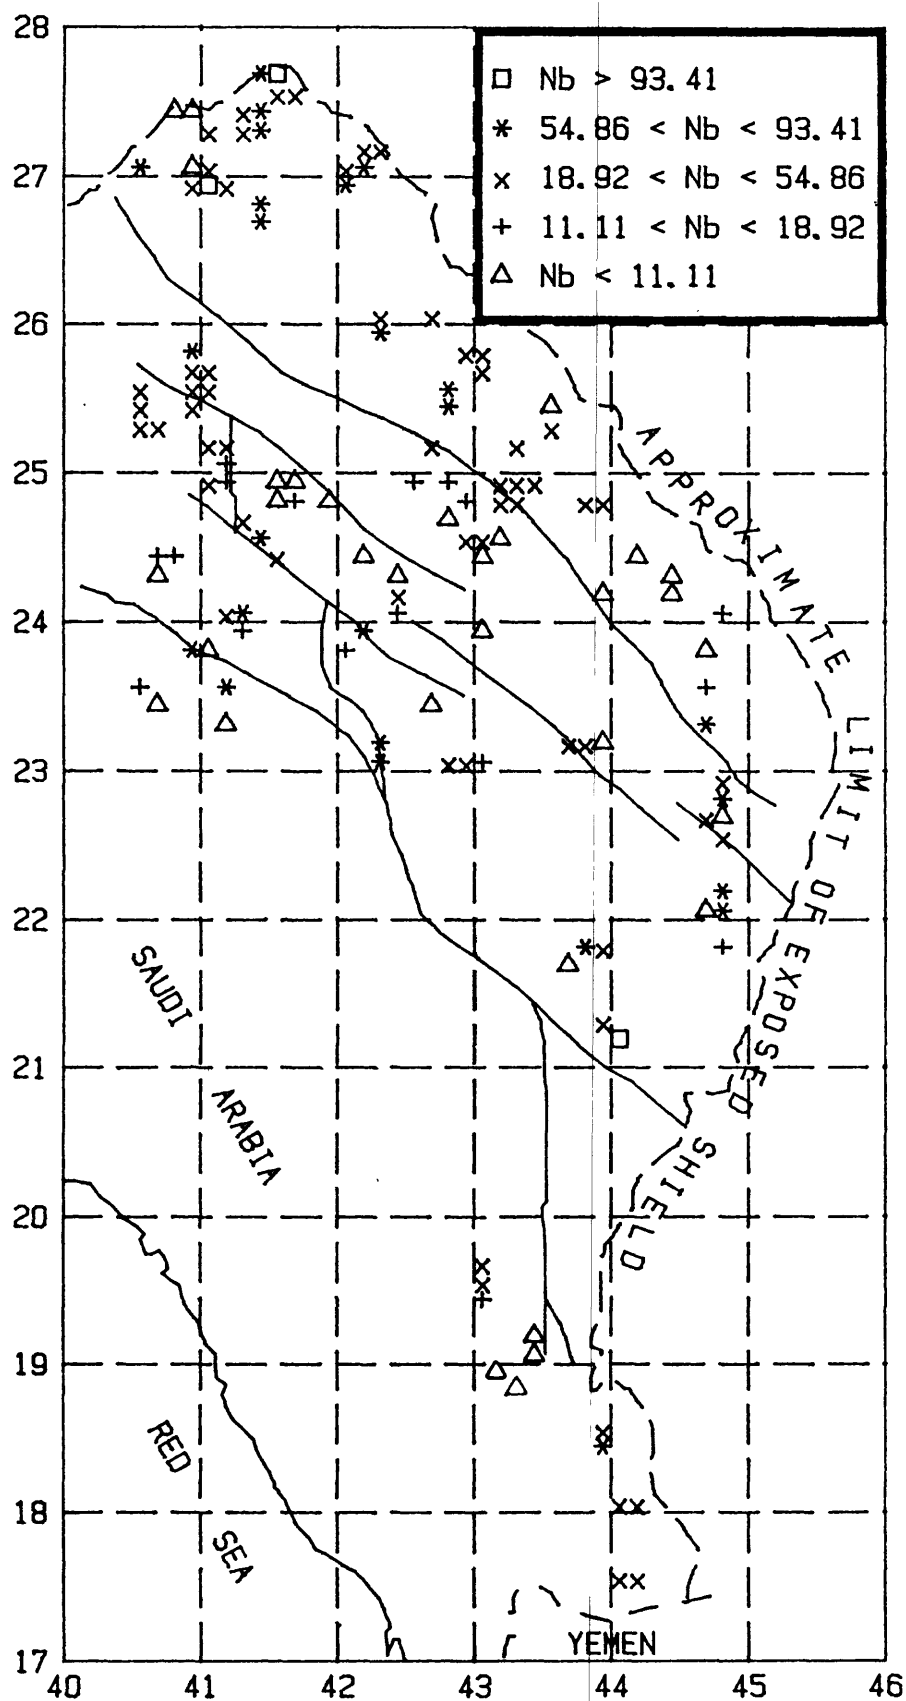 28
27
26
25
24
23
22
21
20
19
18
17
40 41 42 43 44 45 46
Nb > 93.41
54.86 < Nb < 93.41
18.92 < Nb < 54.86
11.11 < Nb < 18.92
Nb < 11.11
APPROXIMATE LIMIT OF EXPOSED SHIELD
SAUDI
ARABIA
RED
SEA
YEMEN